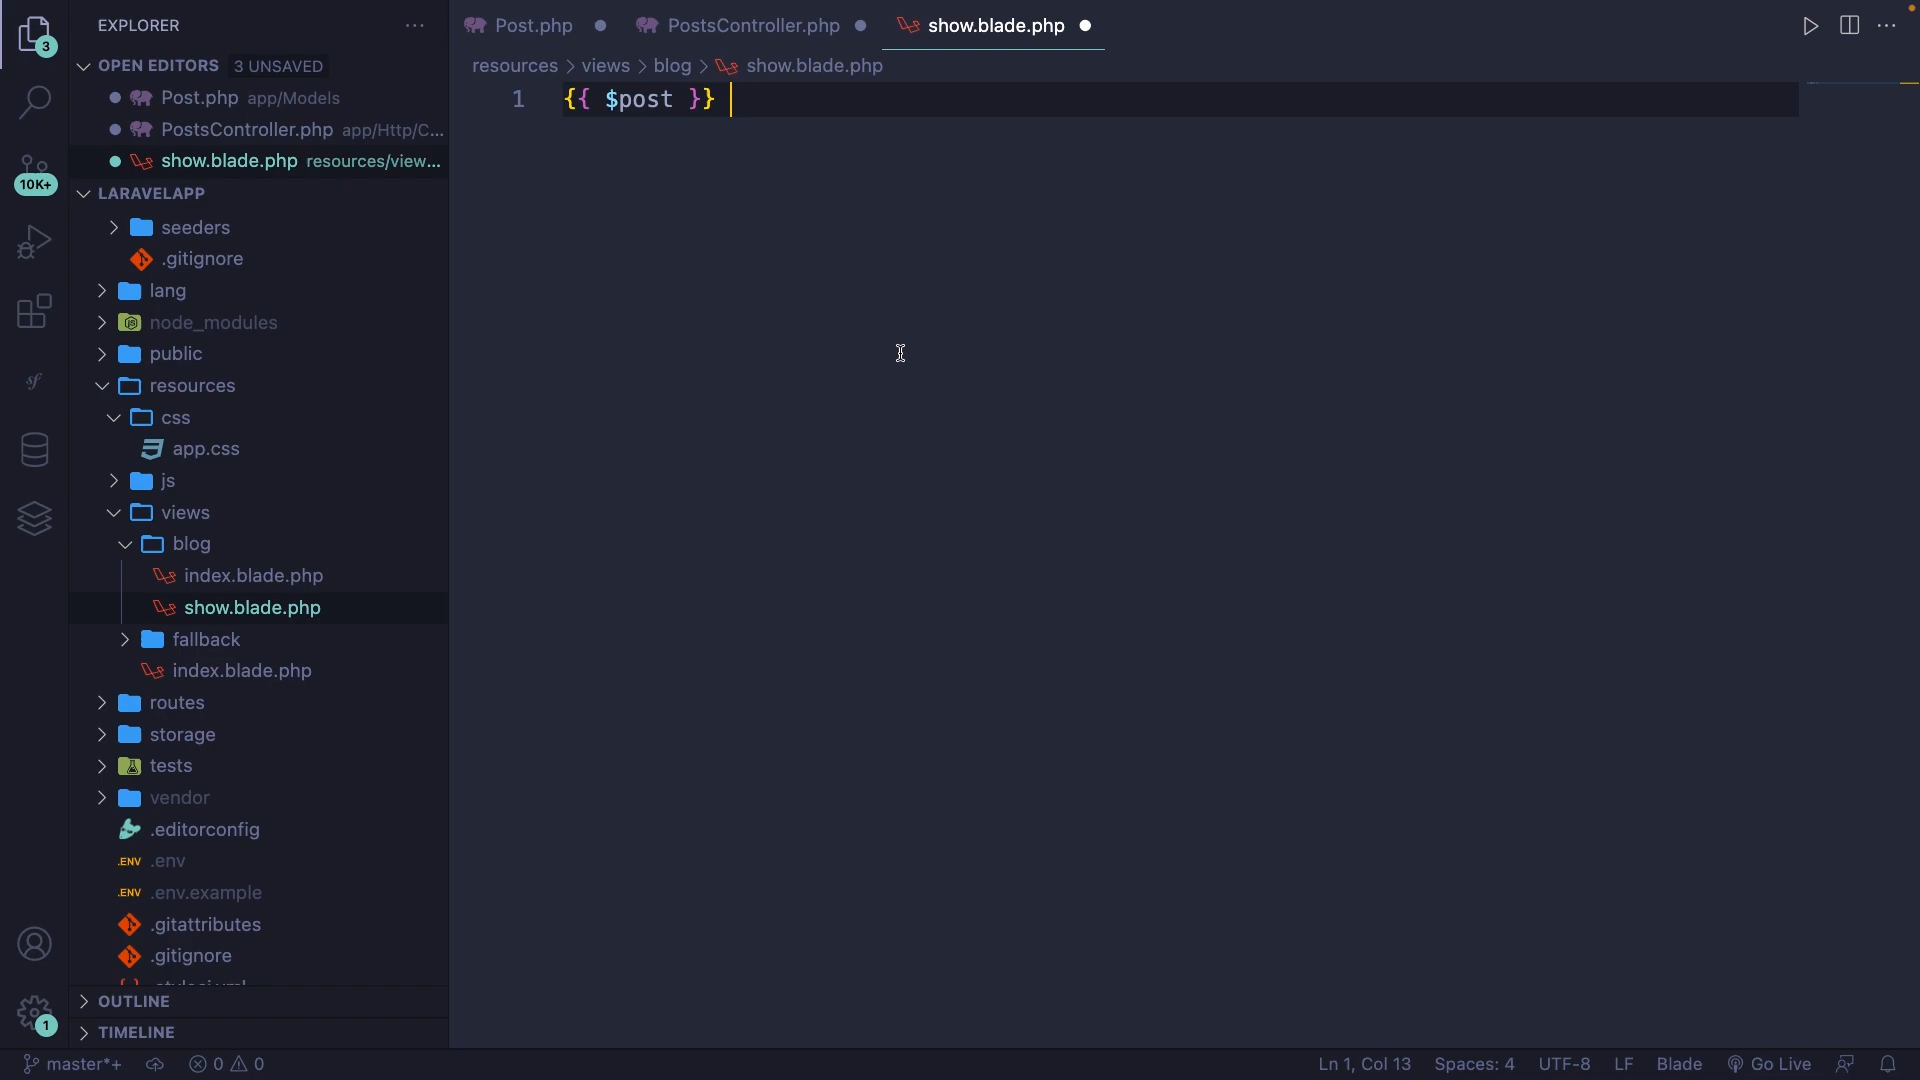 EXPLORER
Post.php
PostsController.php
show.blade.php
3
OPEN EDITORS 3 UNSAVED
resources > views > blog > show.blade.php
Post.php app/Models
1 {{ $post }}
PostsController.php app/Http/C...
show.blade.php resources/view...
10K+
LARAVELAPP
seeders
.gitignore
lang
node_modules
public
resources
css
app.css
js
views
blog
index.blade.php
show.blade.php
fallback
index.blade.php
routes
storage
tests
vendor
.editorconfig
.ENV .env
.ENV .env.example
.gitattributes
.gitignore
OUTLINE
1
TIMELINE
master*+ 0 0
Ln 1, Col 13 Spaces: 4 UTF-8 LF Blade Go Live